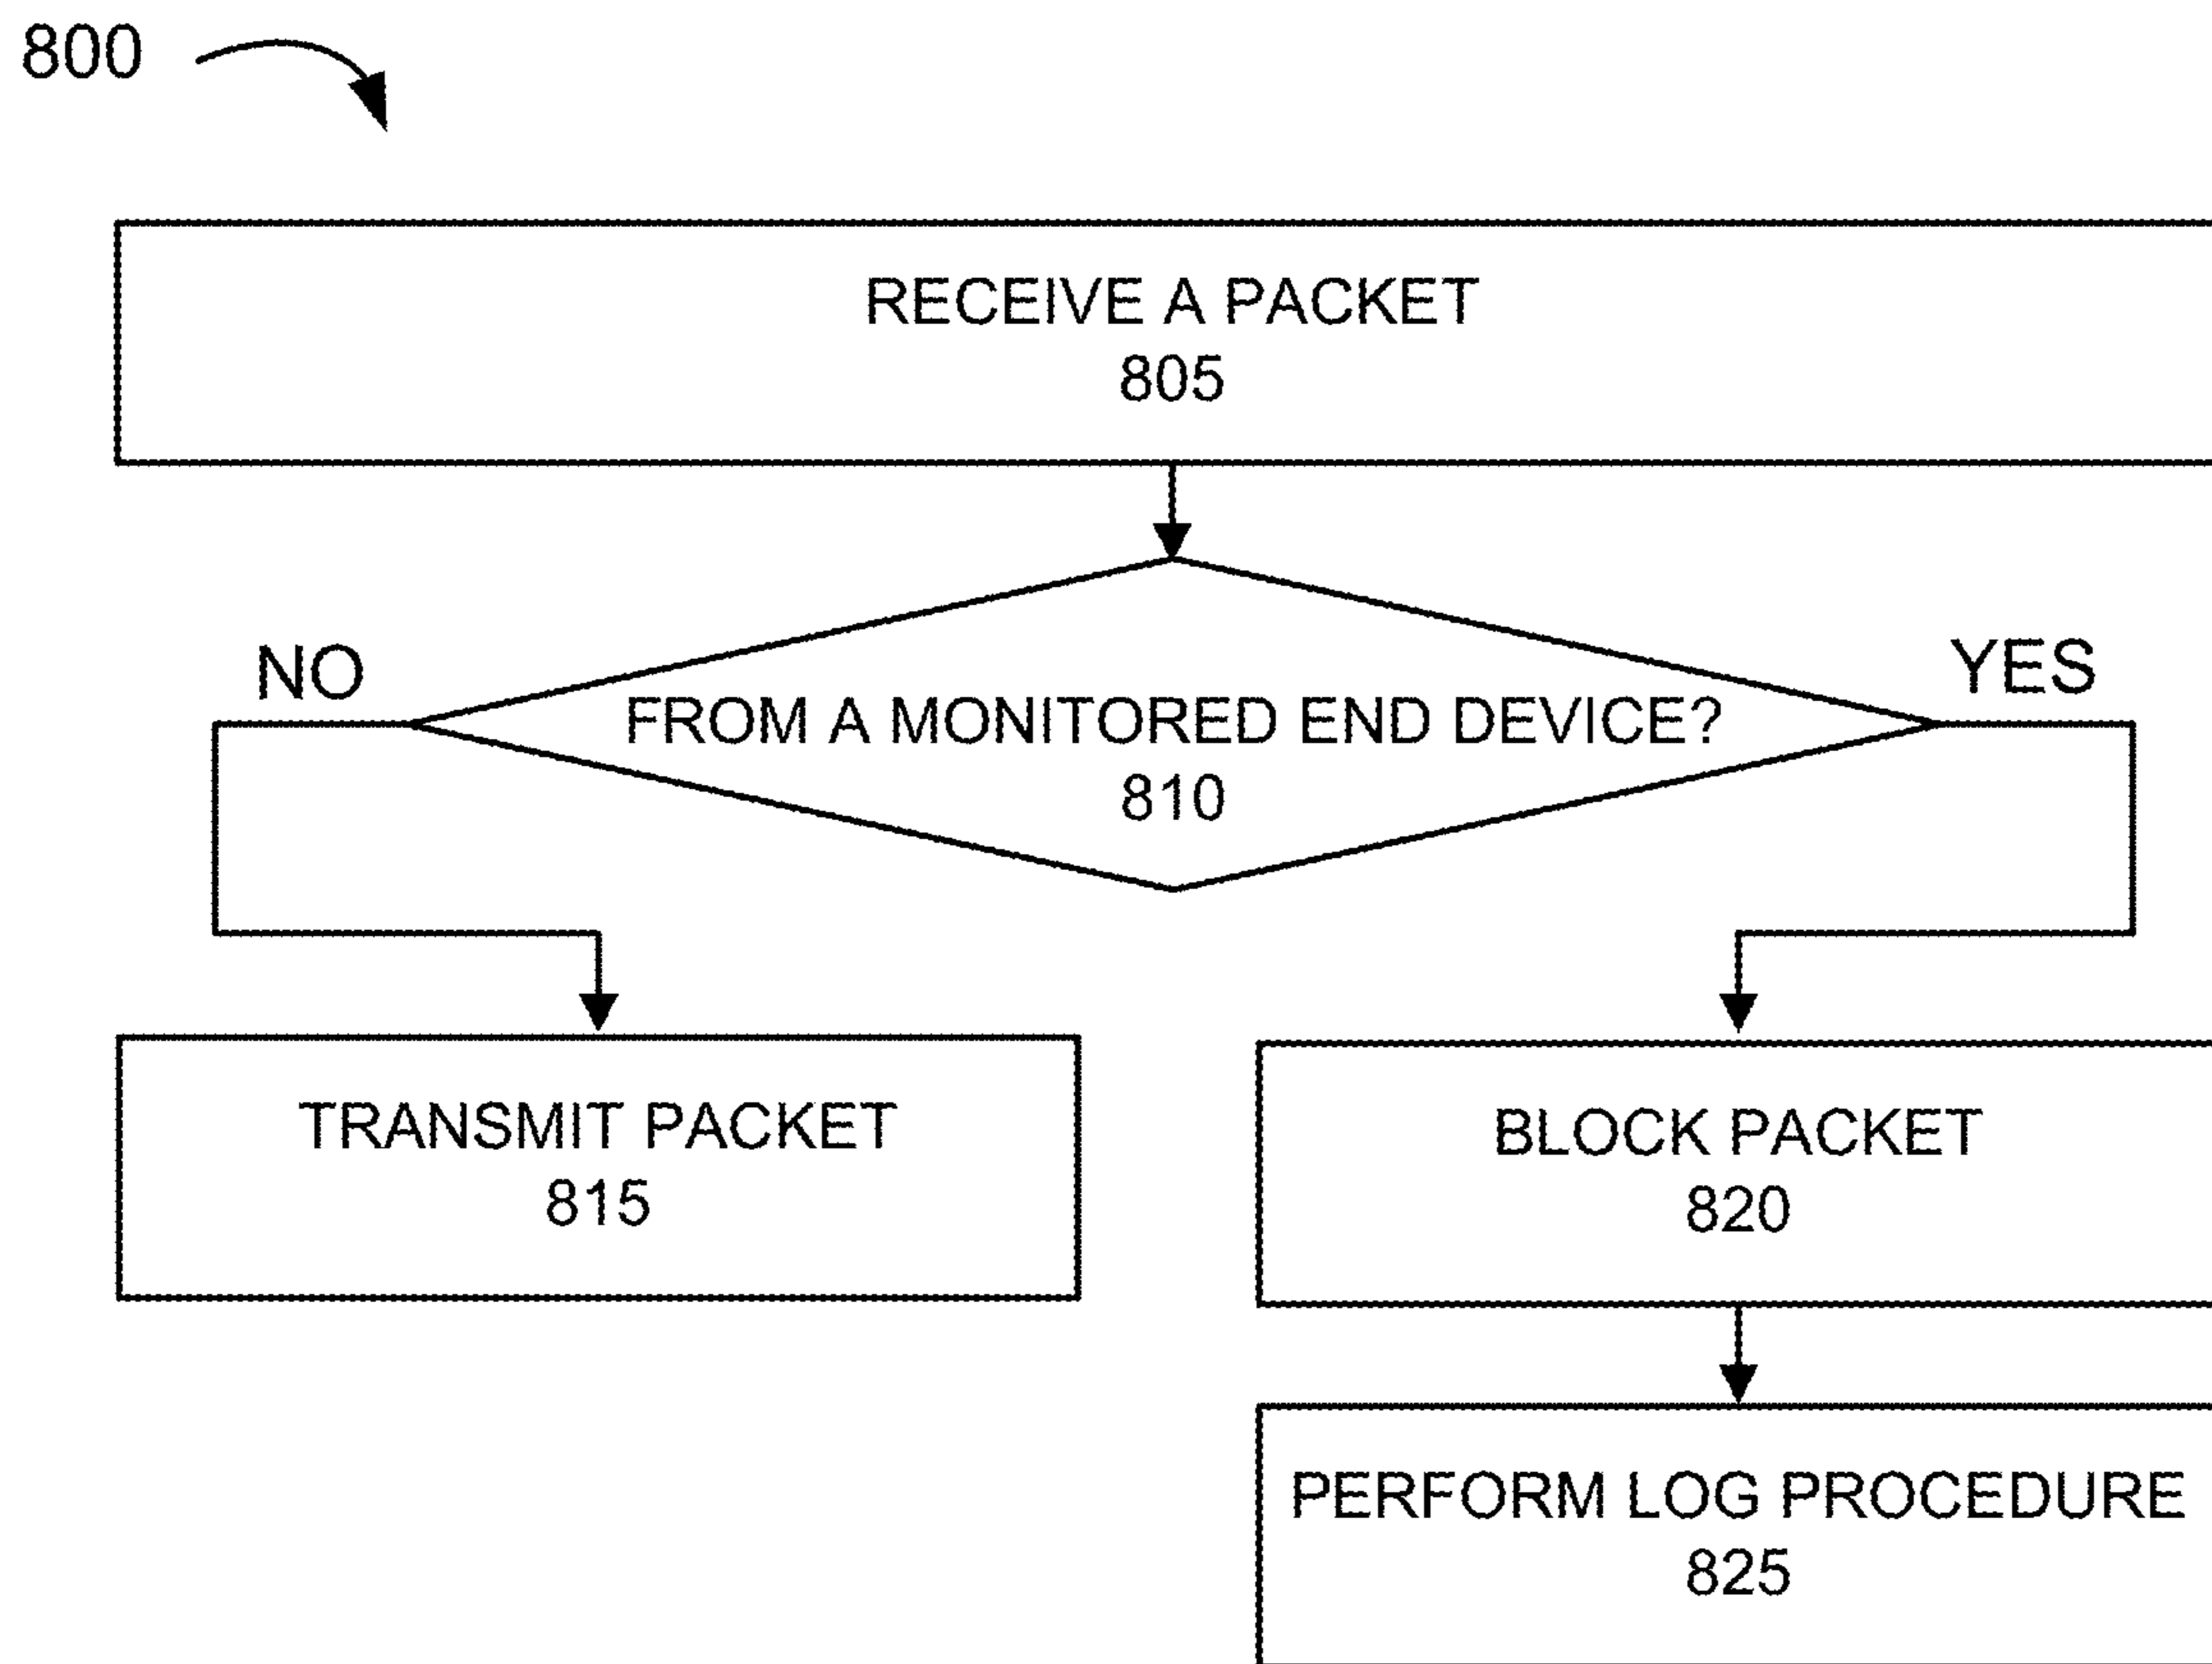 800
RECEIVE A PACKET
805
NO
YES
FROM A MONITORED END DEVICE?
810
TRANSMIT PACKET
815
BLOCK PACKET
820
PERFORM LOG PROCEDURE
825